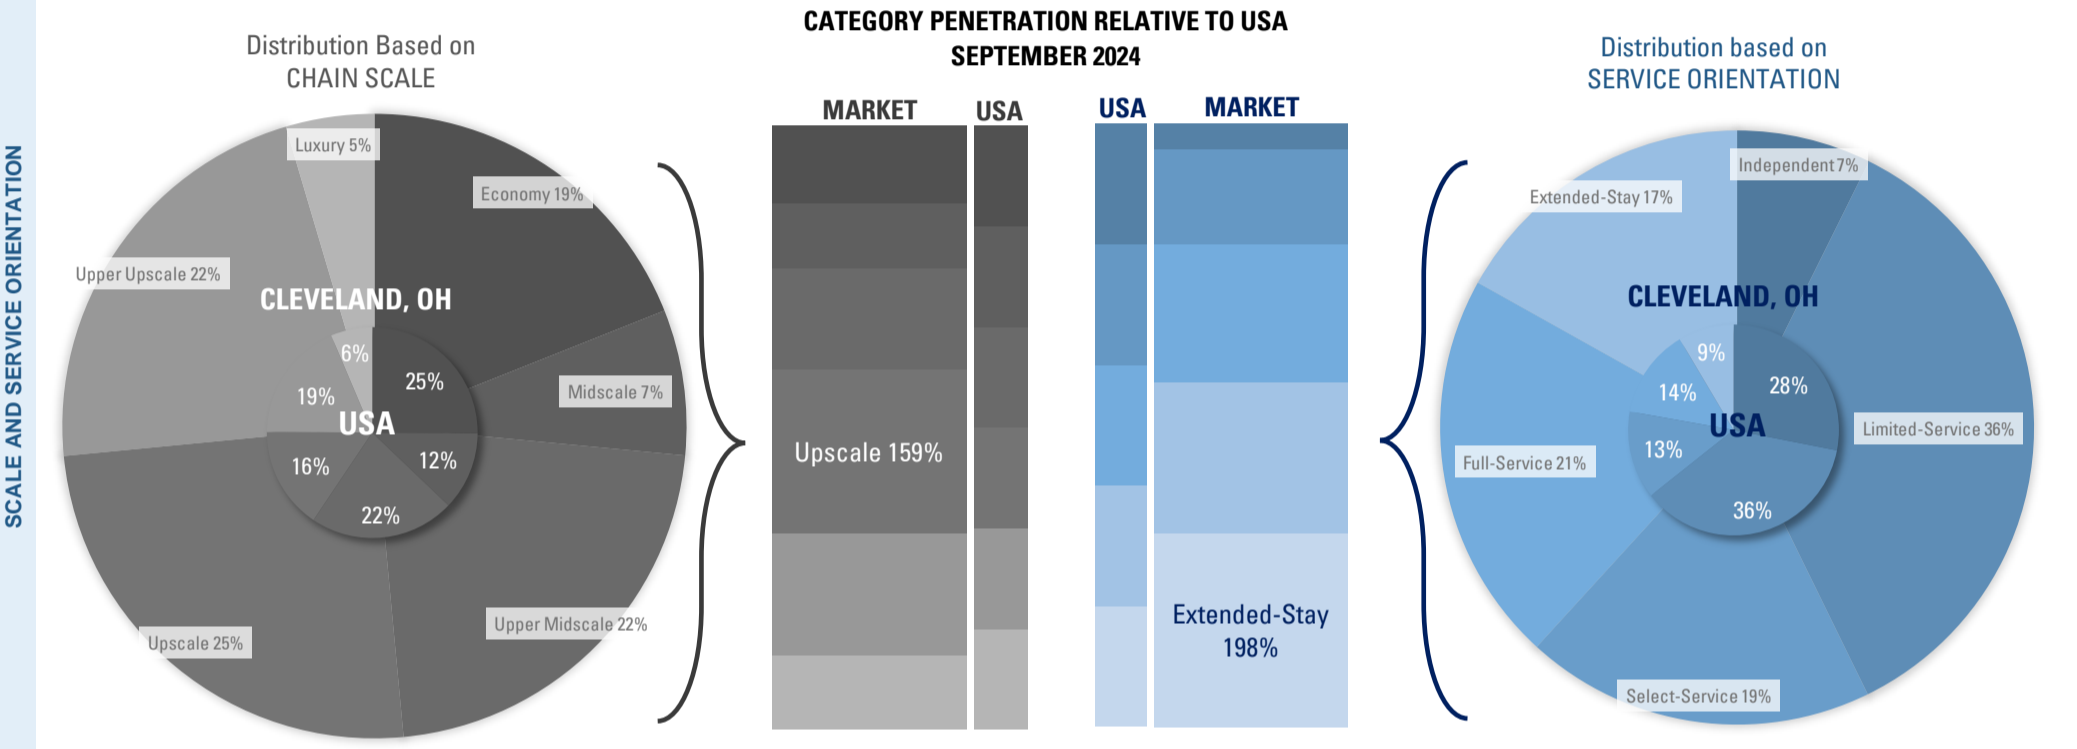 SCALE AND SERVICE ORIENTATION
Distribution Based on
CHAIN SCALE
Luxury 5%
Economy 19%
Upper Upscale 22%
CLEVELAND, OH
6%
25%
Midscale 7%
19%
USA
16%
12%
22%
Upscale 25%
Upper Midscale 22%
CATEGORY PENETRATION RELATIVE TO USA
SEPTEMBER 2024
MARKET
USA
USA
MARKET
Upscale 159%
Extended-Stay
198%
Distribution based on
SERVICE ORIENTATION
Independent 7%
Extended-Stay 17%
CLEVELAND, OH
9%
28%
14%
USA
Limited-Service 36%
13%
Full-Service 21%
36%
Select-Service 19%